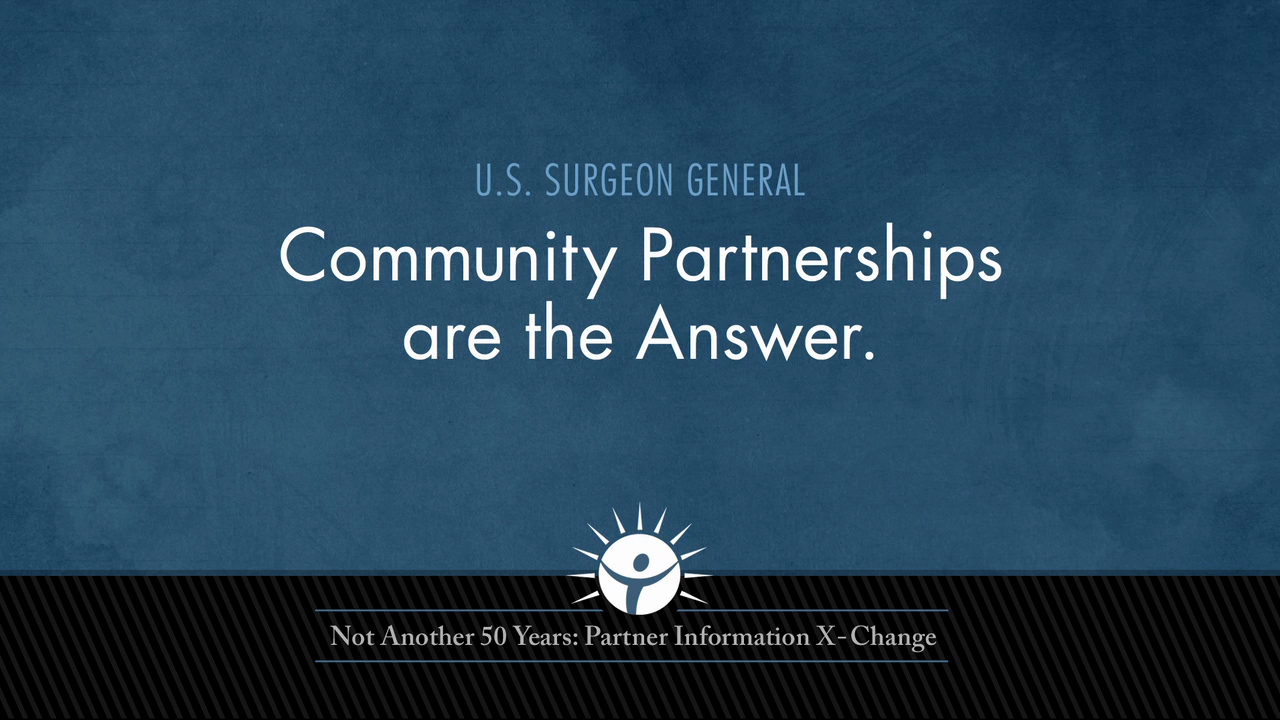 U.S. SURGEON GENERAL
Community Partnerships
are the Answer.
Not Another 50 Years: Partner Information X-Change